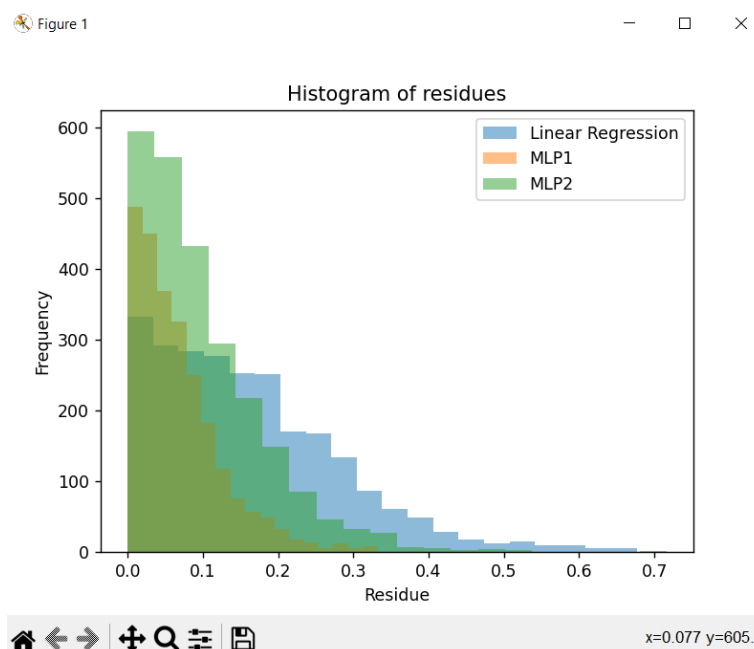 Figure 1
Histogram of residues
Linear Regression
MLP1
MLP2
600
500
400
300
200
100
0
Frequency
0.0 0.1 0.2 0.3 0.4 0.5 0.6 0.7
Residue
x=0.077 y=605.